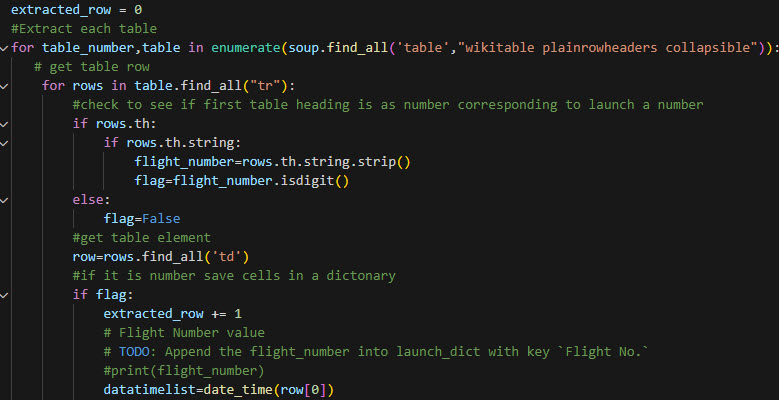 extracted_row = 0
#Extract each table
for table_number,table in enumerate(soup.find_all('table',"wikitable plainrowheaders collapsible")):
   # get table row
    for rows in table.find_all("tr"):
        #check to see if first table heading is as number corresponding to launch a number
        if rows.th:
            if rows.th.string:
                flight_number=rows.th.string.strip()
                flag=flight_number.isdigit()
        else:
            flag=False
        #get table element
        row=rows.find_all('td')
        #if it is number save cells in a dictonary
        if flag:
            extracted_row += 1
            # Flight Number value
            # TODO: Append the flight_number into launch_dict with key `Flight No.`
            #print(flight_number)
            datatimelist=date_time(row[0])